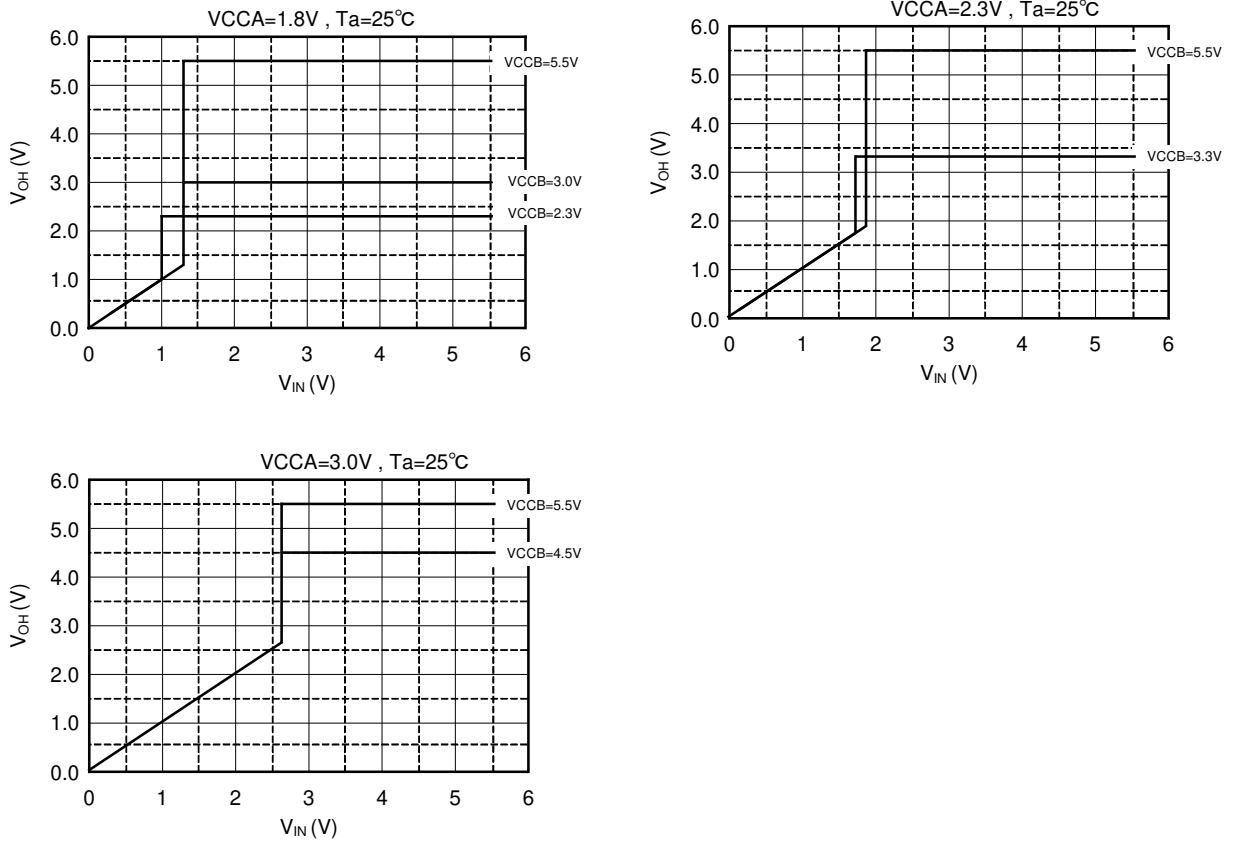 VCCA=1.8V , Ta=25℃
6.0
5.0
4.0
3.0
2.0
1.0
0.0
VOH (V)
VCCB=5.5V
VCCB=3.0V
VCCB=2.3V
0 1 2 3 4 5 6
VIN (V)
VCCA=2.3V , Ta=25℃
6.0
5.0
4.0
3.0
2.0
1.0
0.0
VOH (V)
VCCB=5.5V
VCCB=3.3V
0 1 2 3 4 5 6
VIN (V)
VCCA=3.0V , Ta=25℃
6.0
5.0
4.0
3.0
2.0
1.0
0.0
VOH (V)
VCCB=5.5V
VCCB=4.5V
0 1 2 3 4 5 6
VIN (V)